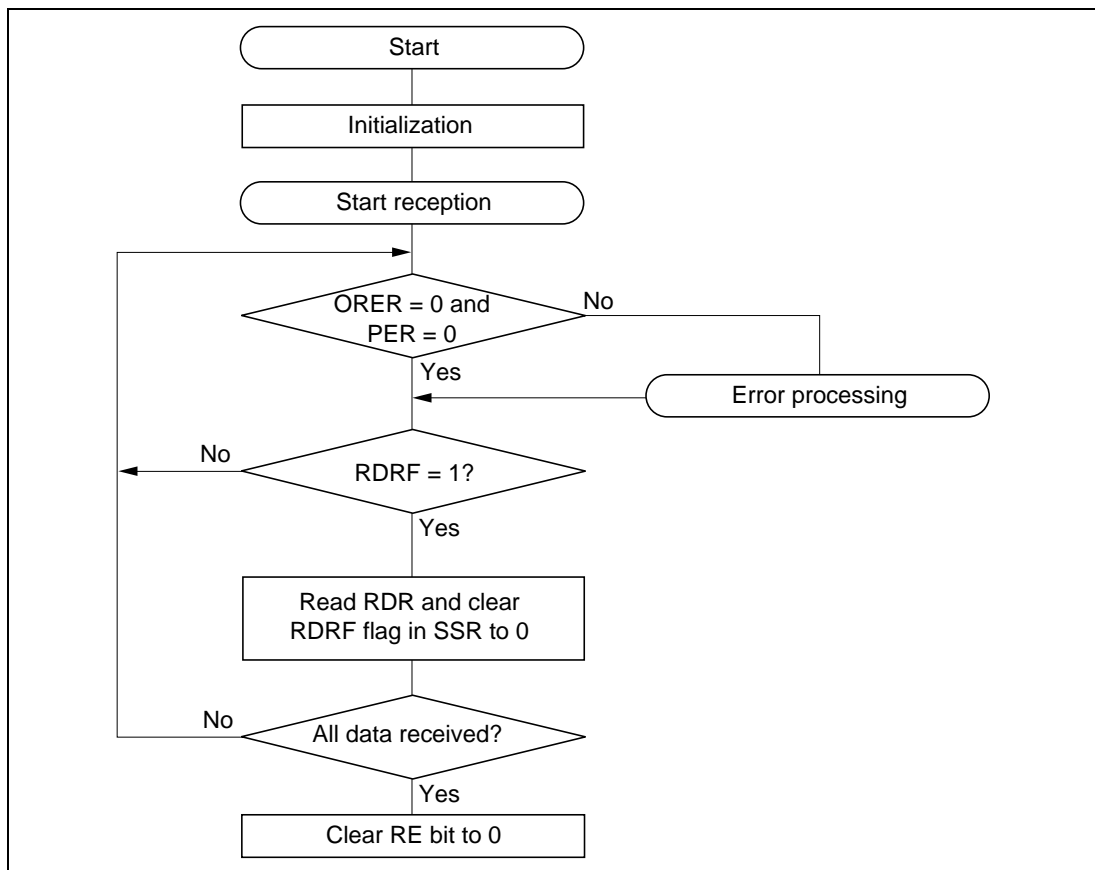 Start
Initialization
Start reception
ORER = 0 and
PER = 0
No
Yes
Error processing
No
RDRF = 1?
Yes
Read RDR and clear
RDRF flag in SSR to 0
No
All data received?
Yes
Clear RE bit to 0